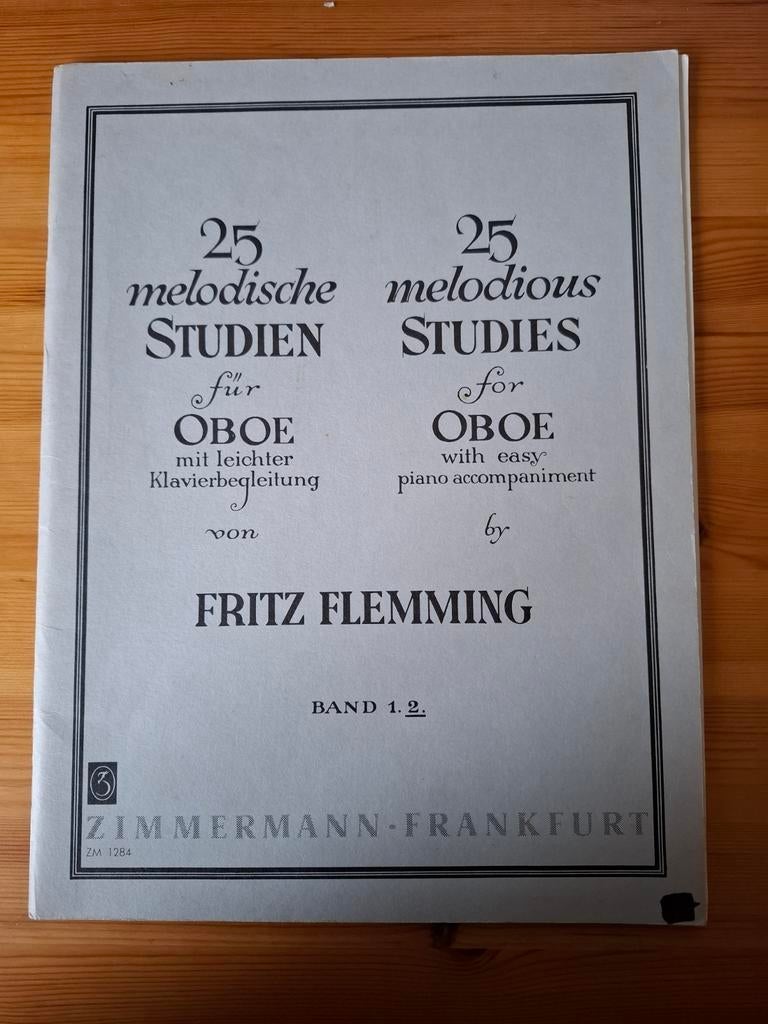 25
melodische
STUDIEN
für
OBOE
mit leichter
Klavierbegleitung
von
25
melodious
STUDIES
for
OBOE
with easy
piano accompaniment
by
FRITZ FLEMMING
BAND 1. 2.
Z
ZIMMERMANN - FRANKFURT
ZM 1284